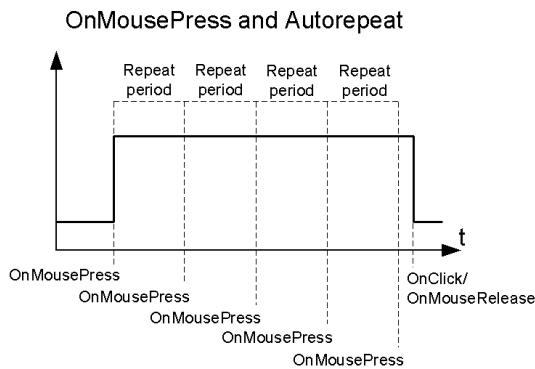 OnMousePress and Autorepeat
Repeat period
Repeat period
Repeat period
Repeat period
t
OnMousePress
OnMousePress
OnMousePress
OnMousePress
OnMousePress
OnClick/
OnMouseRelease